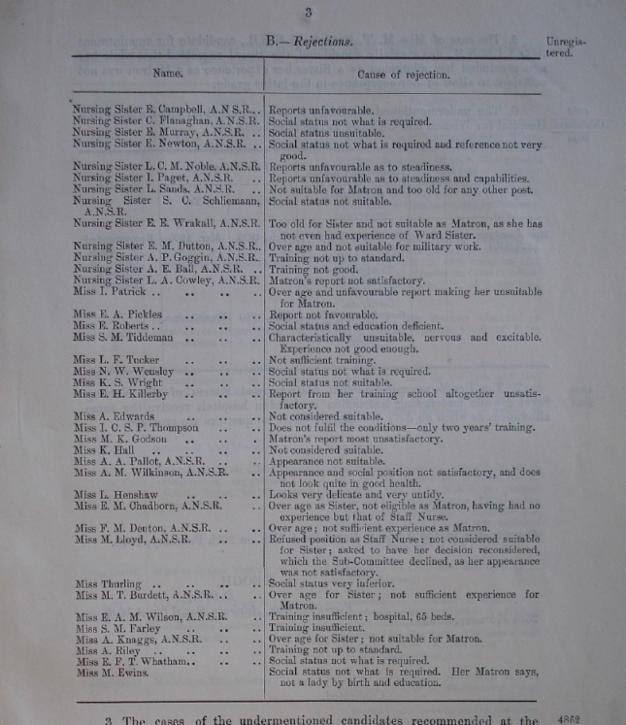 3
B.—Rejections.
Unregis-
tered.
Name. Cause of rejection.
Nursing Sister E. Campbell, A.N.S.R... Reports unfavourable.
Nursing Sister C. Flanaghan, A.N.S.R. Social status not what is required.
Nursing Sister E. Murray, A.N.S.R. .. Social status unsuitable.
Nursing Sister E. Newton, A.N.S.R. .. Social status not what is required and reference not very
good.
Nursing Sister L. C. M. Noble, A.N.S.R. Reports unfavourable as to steadiness.
Nursing Sister I. Paget, A.N.S.R. .. Reports unfavourable as to steadiness and capabilities.
Nursing Sister L. Sands, A.N.S.R. .. Not suitable for Matron and too old for any other post.
Nursing Sister S. C. Schliemann, Social status not suitable.
A.N.S.R.
Nursing Sister E. E. Wrakall, A.N.S.R. Too old for Sister and not suitable as Matron, as she has
not even had experience of Ward Sister.
Nursing Sister E. M. Dutton, A.N.S.R.. Over age and not suitable for military work.
Nursing Sister A. P. Goggin, A.N.S.R.. Training not up to standard.
Nursing Sister A. E. Ball, A.N.S.R. .. Training not good.
Nursing Sister L. A. Cowley, A.N.S.R. Matron's report not satisfactory.
Miss I. Patrick .. .. .. .. Over age and unfavourable report making her unsuitable
for Matron.
Miss E. A. Pickles .. .. .. Report not favourable.
Miss E. Roberts .. .. .. .. Social status and education deficient.
Miss S. M. Tiddeman .. .. .. Characteristically unsuitable, nervous and excitable.
Experience not good enough.
Miss L. F. Tucker .. .. .. Not sufficient training.
Miss N. W. Wensley .. .. .. Social status not what is required.
Miss K. S. Wright .. .. .. Social status not suitable.
Miss E. H. Killerby .. .. .. Report from her training school altogether unsatis-
factory.
Miss A. Edwards .. .. .. Not considered suitable.
Miss I. C. S. P. Thompson .. .. Does not fulfil the conditions—only two years' training.
Miss M. K. Godson .. .. . Matron's report most unsatisfactory.
Miss K. Hall .. .. .. .. Not considered suitable.
Miss A. A. Pallot, A.N.S.R. .. .. Appearance not suitable.
Miss A. M. Wilkinson, A.N.S.R. .. .. Appearance and social position not satisfactory, and does
not look quite in good health.
Miss L. Henshaw .. .. .. Looks very delicate and very untidy.
Miss E. M. Chadborn, A.N.S.R. .. Over age as Sister, not eligible as Matron, having had no
experience but that of Staff Nurse.
Miss F. M. Denton, A.N.S.R. .. .. Over age; not sufficient experience as Matron.
Miss M. Lloyd, A.N.S.R. .. .. Refused position as Staff Nurse; not considered suitable
for Sister; asked to have her decision reconsidered,
which the Sub-Committee declined, as her appearance
was not satisfactory.
Miss Thurling .. .. .. .. Social status very inferior.
Miss M. T. Burdett, A.N.S.R. .. .. Over age for Sister; not sufficient experience for
Matron.
Miss E. A. M. Wilson, A.N.S.R. .. .. Training insufficient; hospital, 65 beds.
Miss S. M. Farley .. .. .. Training insufficient.
Miss A. Knaggs, A.N.S.R. .. .. Over age for Sister; not suitable for Matron.
Miss A. Riley .. .. .. .. Training not up to standard.
Miss E. F. T. Whatham.. .. .. Social status not what is required.
Miss M. Ewins. .. .. .. Social status not what is required. Her Matron says,
not a lady by birth and education.
3 The cases of the undermentioned candidates recommended at the 4862